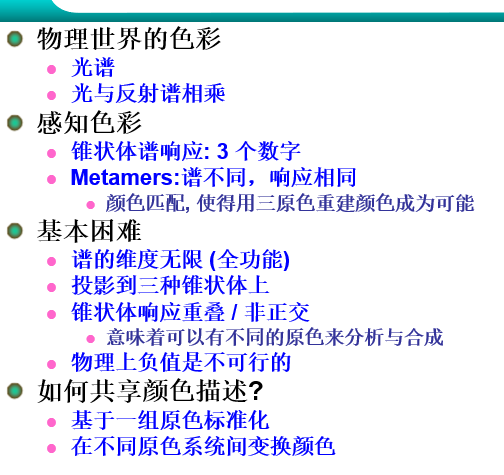 物理世界的色彩
光谱
光与反射谱相乘
感知色彩
锥状体谱响应: 3 个数字
Metamers:谱不同，响应相同
颜色匹配, 使得用三原色重建颜色成为可能
基本困难
谱的维度无限 (全功能)
投影到三种锥状体上
锥状体响应重叠 / 非正交
意味着可以有不同的原色来分析与合成
物理上负值是不可行的
如何共享颜色描述?
基于一组原色标准化
在不同原色系统间变换颜色